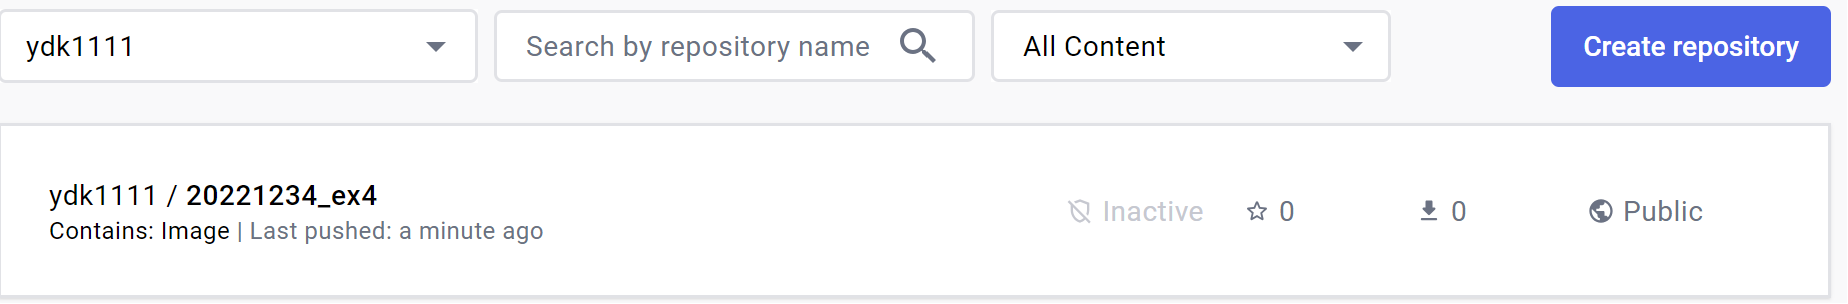 ydk1111 Search by repository name All Content Create repository
ydk1111 / 20221234_ex4
Contains: Image | Last pushed: a minute ago
Inactive 0 0 Public